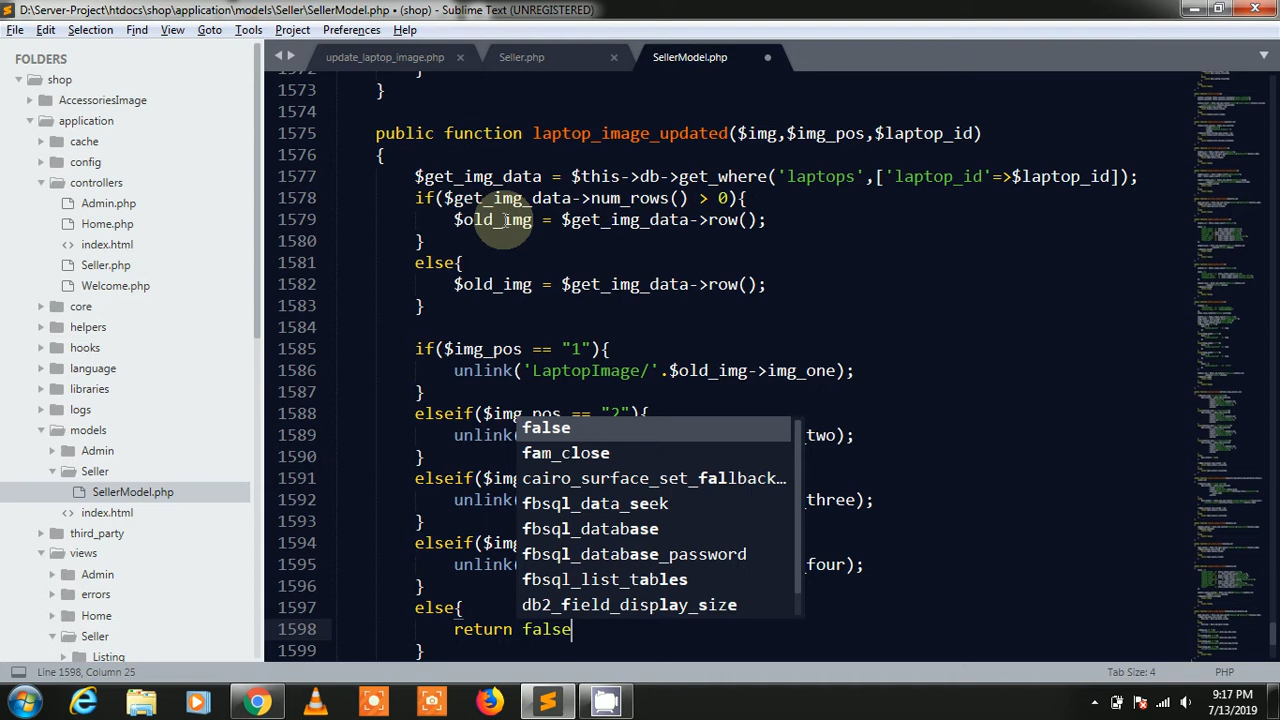 D:\Server-Project\htdocs\shop\application\models\Seller\SellerModel.php • (shop) - Sublime Text (UNREGISTERED)
File Edit Selection Find View Goto Tools Project Preferences Help
FOLDERS
shop
AccessoriesImage
application
cache
config
controllers
Admin.php
Home.php
index.html
Seller.php
Welcome.php
core
helpers
hooks
language
libraries
logs
models
Admin
Seller
SellerModel.php
index.html
third_party
views
Admin
errors
Home
Seller
Listing
update_laptop_image.php × Seller.php × SellerModel.php
1573 }
1574
1575 public function laptop_image_updated($img,$img_pos,$laptop_id)
1576 {
1577 $get_img_data = $this->db->get_where('laptops',['laptop_id'=>$laptop_id]);
1578 if($get_img_data->num_rows() > 0){
1579 $old_img = $get_img_data->row();
1580 }
1581 else{
1582 $old_img = $get_img_data->row();
1583 }
1584
1585 if($img_pos == "1"){
1586 unlink('LaptopImage/'.$old_img->img_one);
1587 }
1588 elseif($img_pos == "2"){
1589 unlink( two);
1590 }
1591 elseif($im
1592 unlink three);
1593 }
1594 elseif($i
1595 unlink four);
1596 }
1597 else{
1598 return false
1599 }
false
fam_close
cairo_surface_set_fallback…
mysql_data_seek
fbsql_database
fbsql_database_password
fbsql_list_tables
db2_field_display_size
Line 1598, Column 25 Tab Size: 4 PHP
9:17 PM
7/13/2019